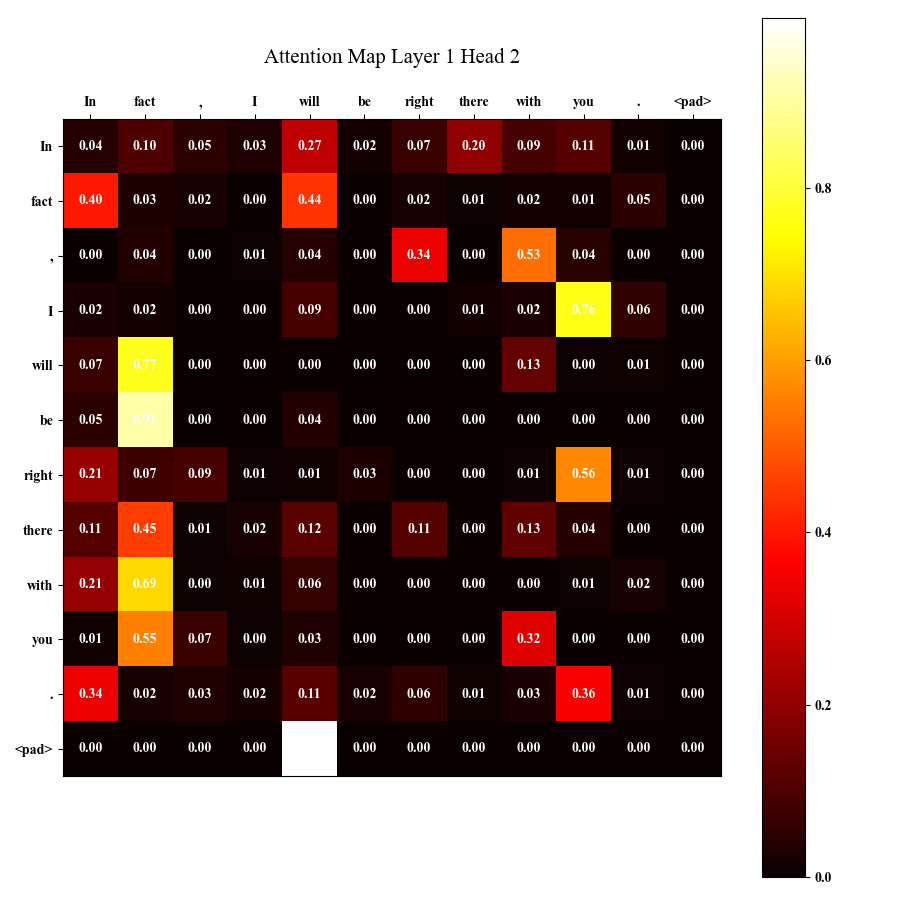 Attention Map Layer 1 Head 2
In fact , I will be right there with you . <pad>
In 0.04 0.10 0.05 0.03 0.27 0.02 0.07 0.20 0.09 0.11 0.01 0.00
fact 0.40 0.03 0.02 0.00 0.44 0.00 0.02 0.01 0.02 0.01 0.05 0.00
, 0.00 0.04 0.00 0.01 0.04 0.00 0.34 0.00 0.53 0.04 0.00 0.00
I 0.02 0.02 0.00 0.00 0.09 0.00 0.00 0.01 0.02 0.76 0.06 0.00
will 0.07 0.77 0.00 0.00 0.00 0.00 0.00 0.00 0.13 0.00 0.01 0.00
be 0.05 0.91 0.00 0.00 0.04 0.00 0.00 0.00 0.00 0.00 0.00 0.00
right 0.21 0.07 0.09 0.01 0.01 0.03 0.00 0.00 0.01 0.56 0.01 0.00
there 0.11 0.45 0.01 0.02 0.12 0.00 0.11 0.00 0.13 0.04 0.00 0.00
with 0.21 0.69 0.00 0.01 0.06 0.00 0.00 0.00 0.00 0.01 0.02 0.00
you 0.01 0.55 0.07 0.00 0.03 0.00 0.00 0.00 0.32 0.00 0.00 0.00
. 0.34 0.02 0.03 0.02 0.11 0.02 0.06 0.01 0.03 0.36 0.01 0.00
<pad> 0.00 0.00 0.00 0.00 0.00 0.00 0.00 0.00 0.00 0.00 0.00
0.8
0.6
0.4
0.2
0.0